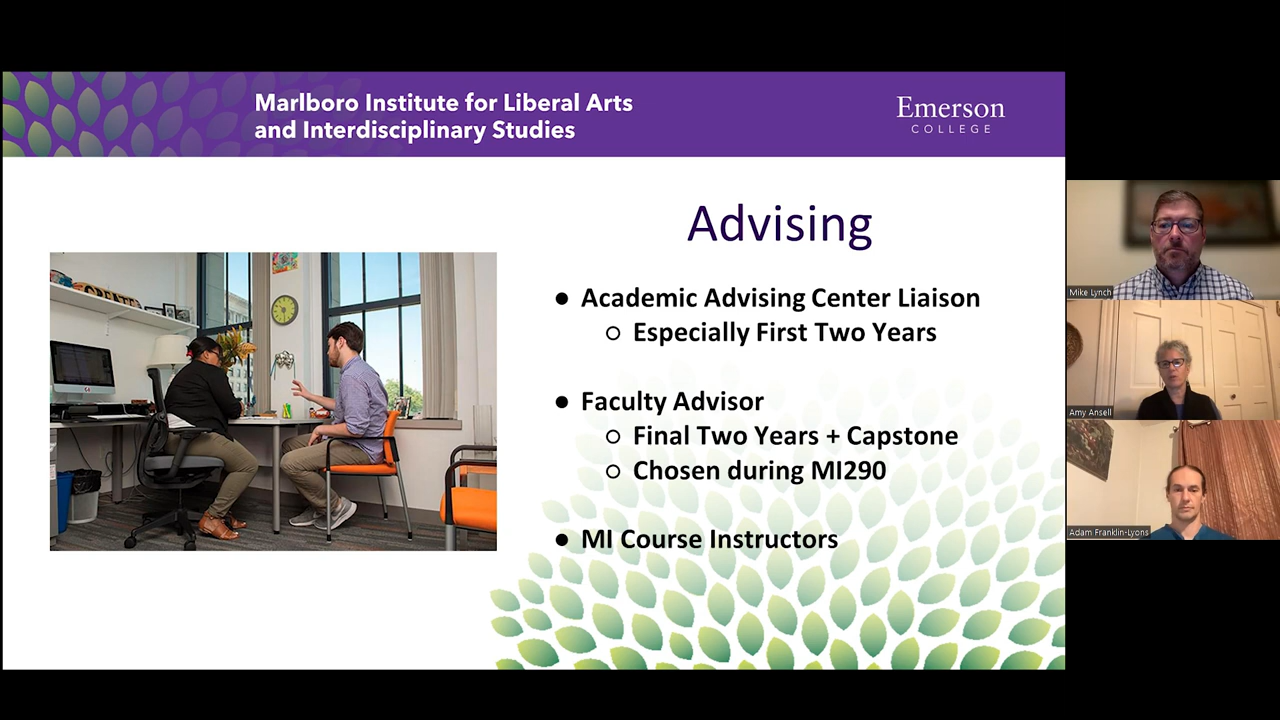 Marlboro Institute for Liberal Arts
and Interdisciplinary Studies
Emerson
COLLEGE
Advising
● Academic Advising Center Liaison
○ Especially First Two Years
● Faculty Advisor
○ Final Two Years + Capstone
○ Chosen during MI290
● MI Course Instructors
Mike Lynch
Amy Ansell
Adam Franklin-Lyons